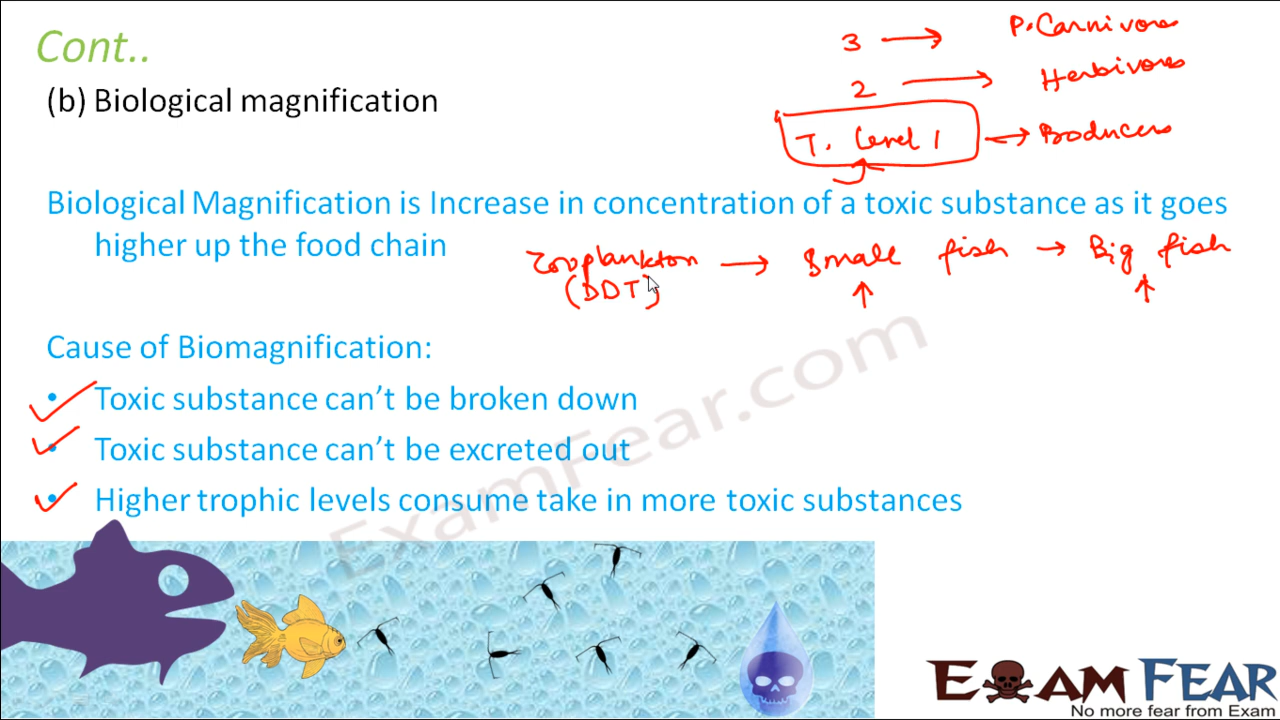 Cont..
3 → P. Carnivores
(b) Biological magnification
2 → Herbivores
T. Level 1 → Producers
Biological Magnification is Increase in concentration of a toxic substance as it goes
higher up the food chain
Zooplankton → Small fish → Big fish
(DDT)
↑ ↑
Cause of Biomagnification:
• Toxic substance can't be broken down
• Toxic substance can't be excreted out
• Higher trophic levels consume take in more toxic substances
ExamFear.com
EXAM FEAR
No more fear from Exam